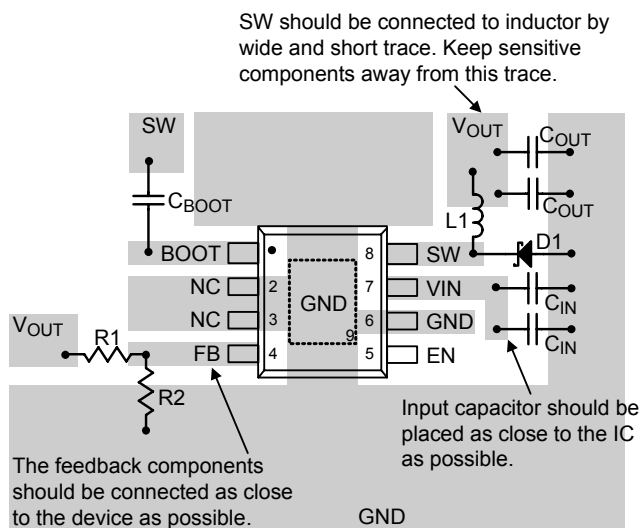 SW should be connected to inductor by
wide and short trace. Keep sensitive
components away from this trace.
SW
VOUT
COUT
CBOOT
COUT
L1
D1
BOOT
8
SW
NC
2
7
VIN
GND
CIN
NC
3
6
GND
9
VOUT
R1
CIN
FB
4
5
EN
R2
Input capacitor should be
placed as close to the IC
as possible.
The feedback components
should be connected as close
to the device as possible.
GND